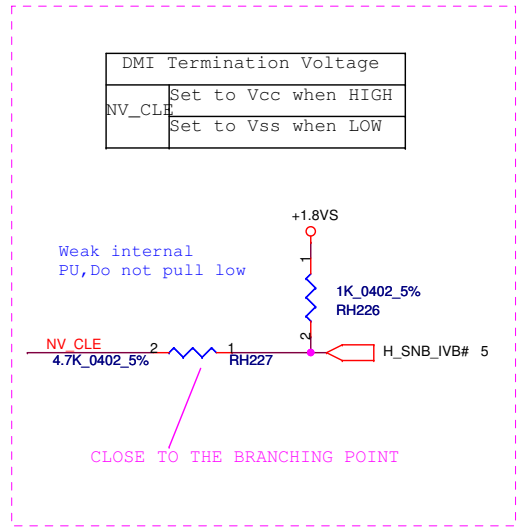 DMI Termination Voltage
NV_CLE
Set to Vcc when HIGH
Set to Vss when LOW
+1.8VS
Weak internal
PU,Do not pull low
1
1K_0402_5%
RH226
2
NV_CLE
2
1
H_SNB_IVB# 5
4.7K_0402_5%
RH227
CLOSE TO THE BRANCHING POINT